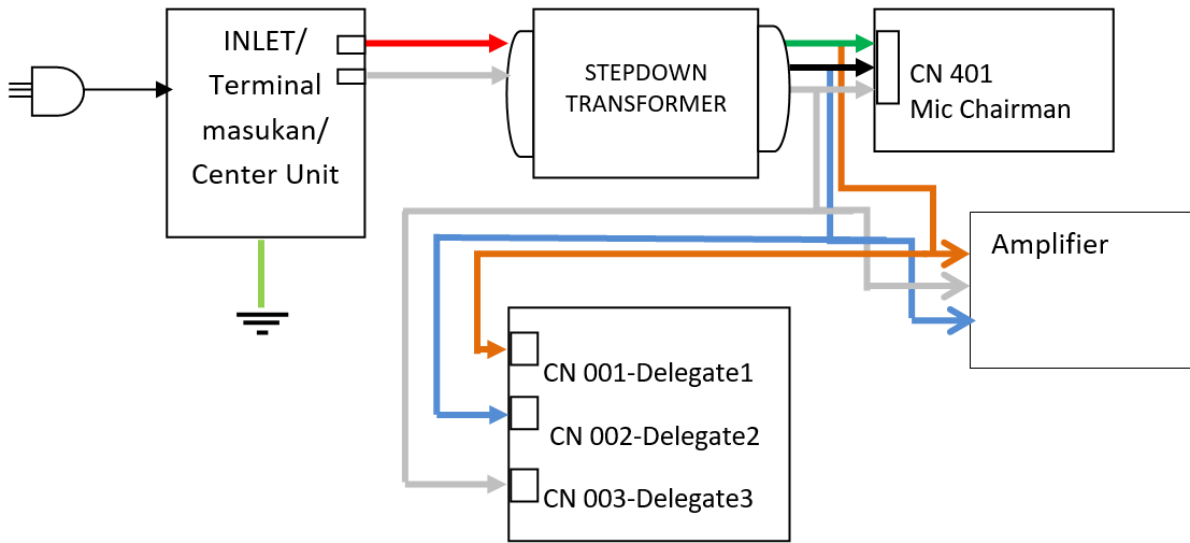 INLET/
Terminal
masukan/
Center Unit
STEPDOWN
TRANSFORMER
CN 401
Mic Chairman
Amplifier
CN 001-Delegate1
CN 002-Delegate2
CN 003-Delegate3